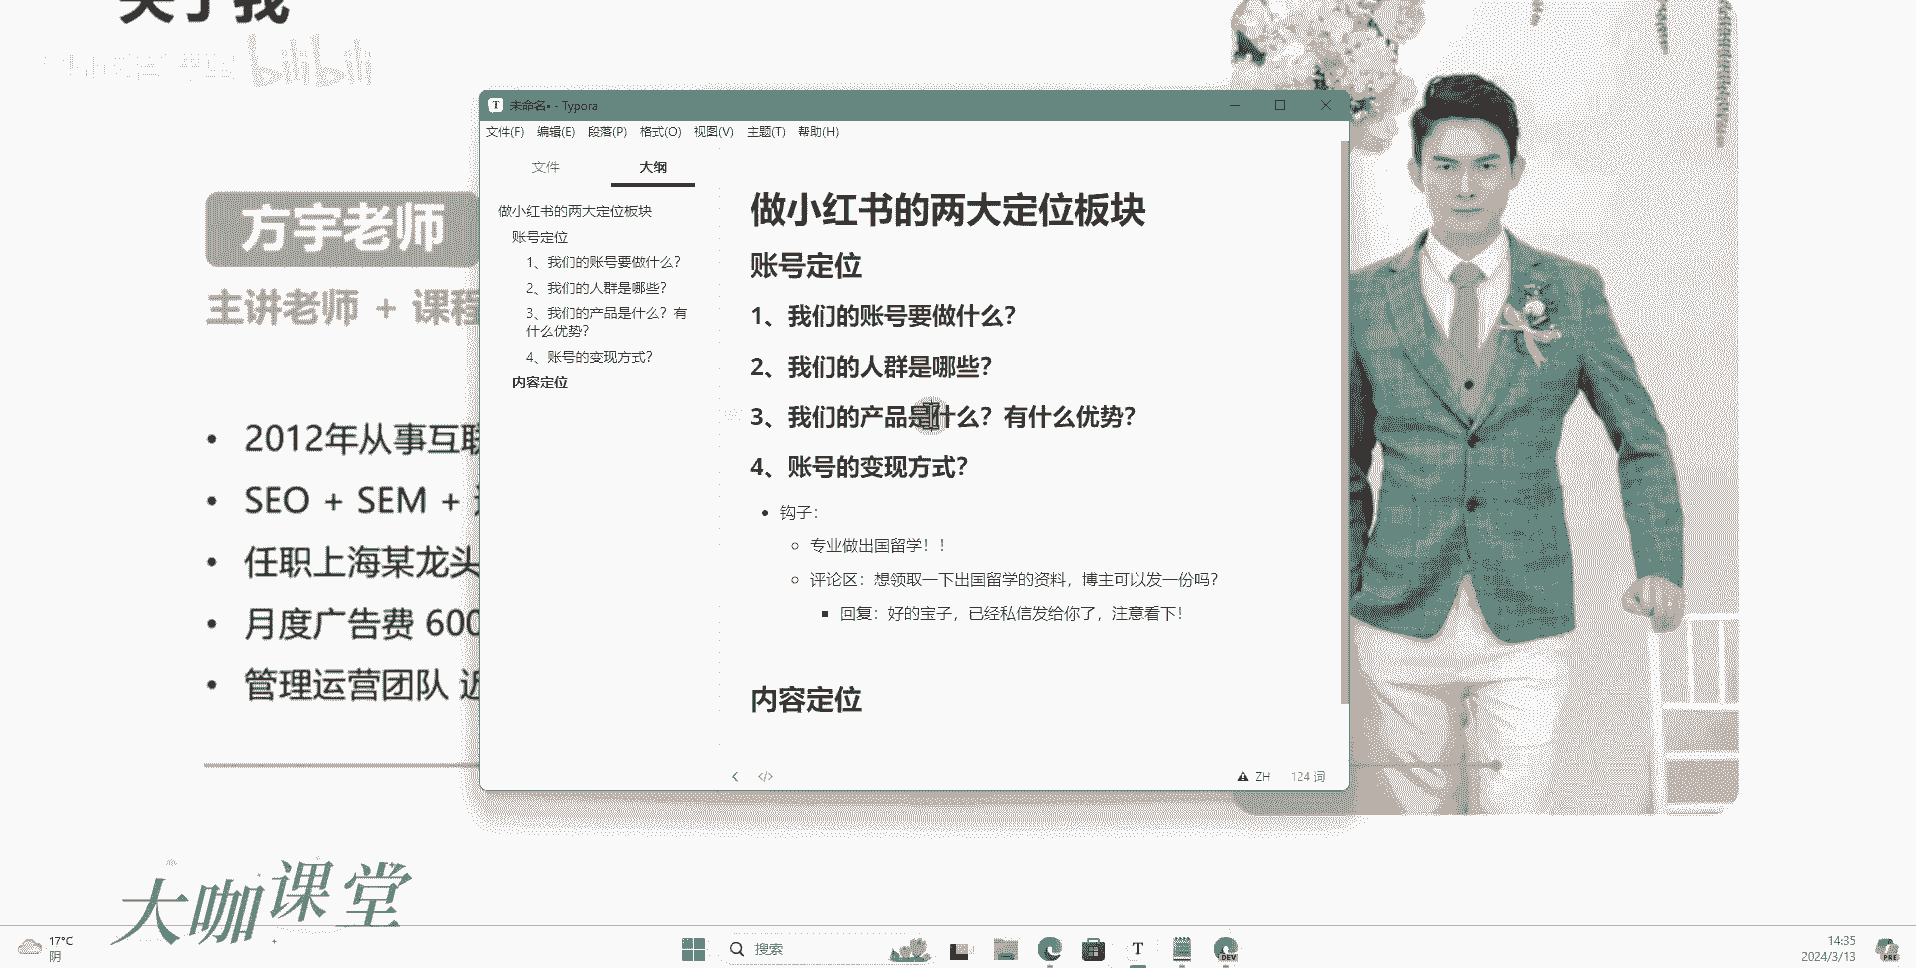 关于我
bilibili
未命名• - Typora
文件(F) 编辑(E) 段落(P) 格式(O) 视图(V) 主题(T) 帮助(H)
文件 大纲
做小红书的两大定位板块
账号定位
1、我们的账号要做什么？
2、我们的人群是哪些？
3、我们的产品是什么？有
什么优势？
4、账号的变现方式？
内容定位
做小红书的两大定位板块
账号定位
1、我们的账号要做什么？
2、我们的人群是哪些？
3、我们的产品是什么？有什么优势？
4、账号的变现方式？
钩子：
专业做出国留学！！
评论区：想领取一下出国留学的资料，博主可以发一份吗？
回复：好的宝子，已经私信发给你了，注意看下！
内容定位
ZH 124 词
方宇老师
主讲老师 + 课程
• 2012年从事互联
• SEO + SEM +
• 任职上海某龙头
• 月度广告费 600
• 管理运营团队 近
大咖课堂
17°C
阴
搜索
DEV
14:35
2024/3/13
PRE